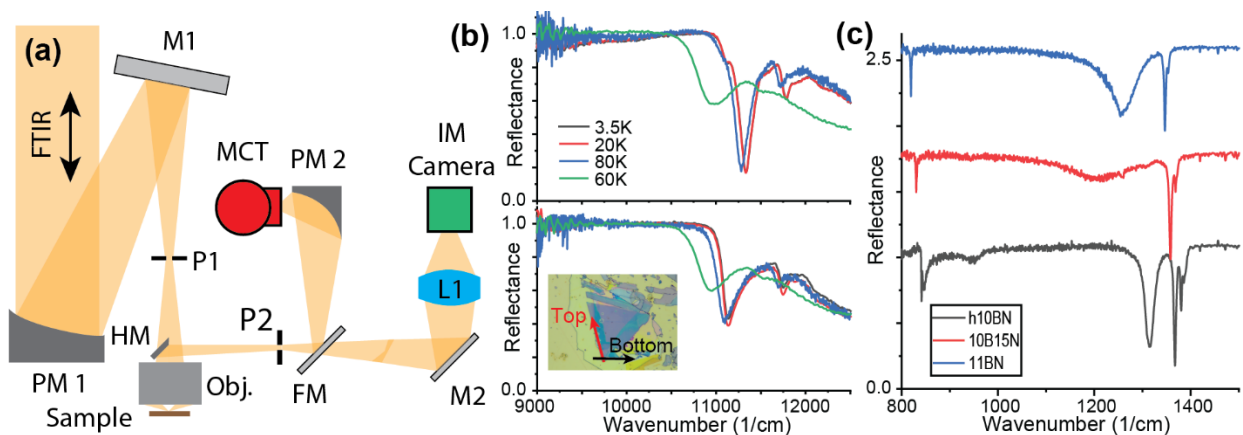 (a)
M1
FTIR
MCT
PM 2
IM
Camera
P1
L1
HM
P2
PM 1
Obj.
FM
M2
Sample
(b)
1.0
Reflectance
3.5K
20K
80K
60K
0.0
1.0
Reflectance
Top
Bottom
0.0
9000 10000 11000 12000
Wavenumber (1/cm)
(c)
2.5
Reflectance
h10BN
10B15N
11BN
0.0
800 1000 1200 1400
Wavenumber (1/cm)